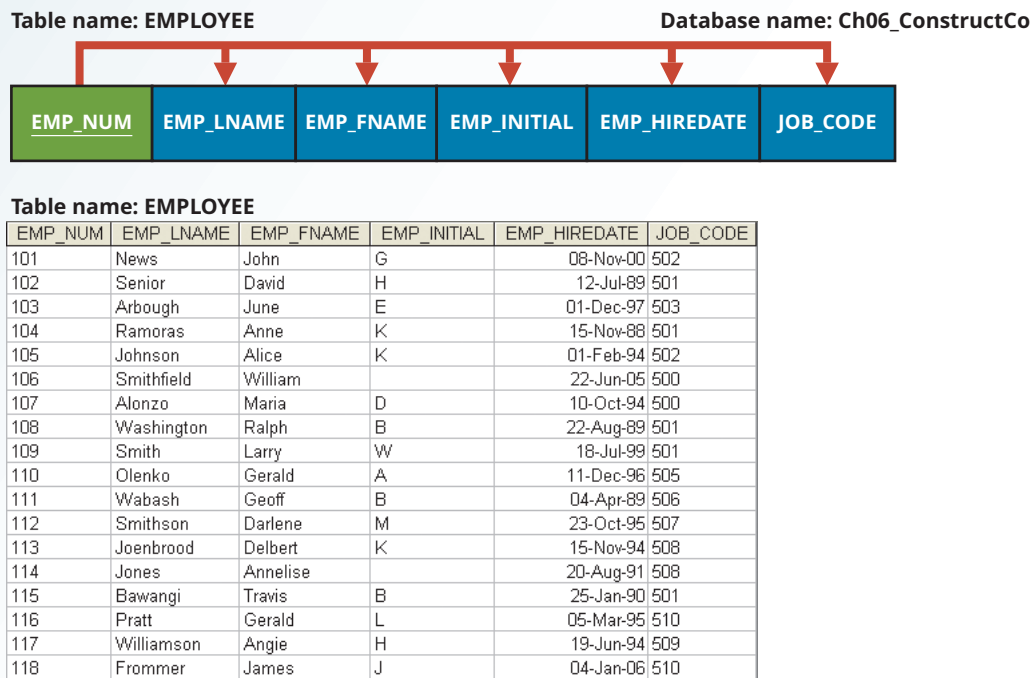 Table name: EMPLOYEE Database name: Ch06_ConstructCo
EMP_NUM EMP_LNAME EMP_FNAME EMP_INITIAL EMP_HIREDATE JOB_CODE
Table name: EMPLOYEE
EMP_NUM EMP_LNAME EMP_FNAME EMP_INITIAL EMP_HIREDATE JOB_CODE
101 News John G 08-Nov-00 502
102 Senior David H 12-Jul-89 501
103 Arbough June E 01-Dec-97 503
104 Ramoras Anne K 15-Nov-88 501
105 Johnson Alice K 01-Feb-94 502
106 Smithfield William 22-Jun-05 500
107 Alonzo Maria D 10-Oct-94 500
108 Washington Ralph B 22-Aug-89 501
109 Smith Larry W 18-Jul-99 501
110 Olenko Gerald A 11-Dec-96 505
111 Wabash Geoff B 04-Apr-89 506
112 Smithson Darlene M 23-Oct-95 507
113 Joenbrood Delbert K 15-Nov-94 508
114 Jones Annelise 20-Aug-91 508
115 Bawangi Travis B 25-Jan-90 501
116 Pratt Gerald L 05-Mar-95 510
117 Williamson Angie H 19-Jun-94 509
118 Frommer James J 04-Jan-06 510